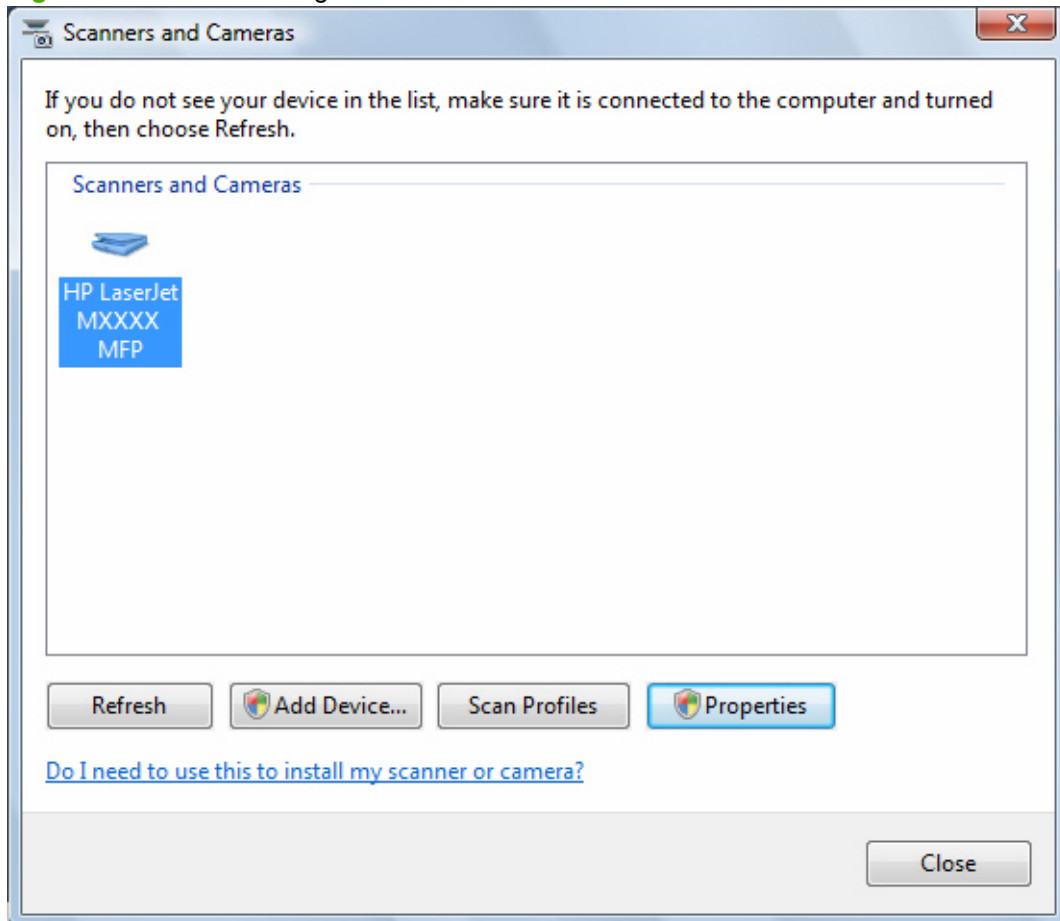 Scanners and Cameras
If you do not see your device in the list, make sure it is connected to the computer and turned
on, then choose Refresh.
Scanners and Cameras
HP LaserJet
MXXXX
MFP
Refresh
Add Device...
Scan Profiles
Properties
Do I need to use this to install my scanner or camera?
Close